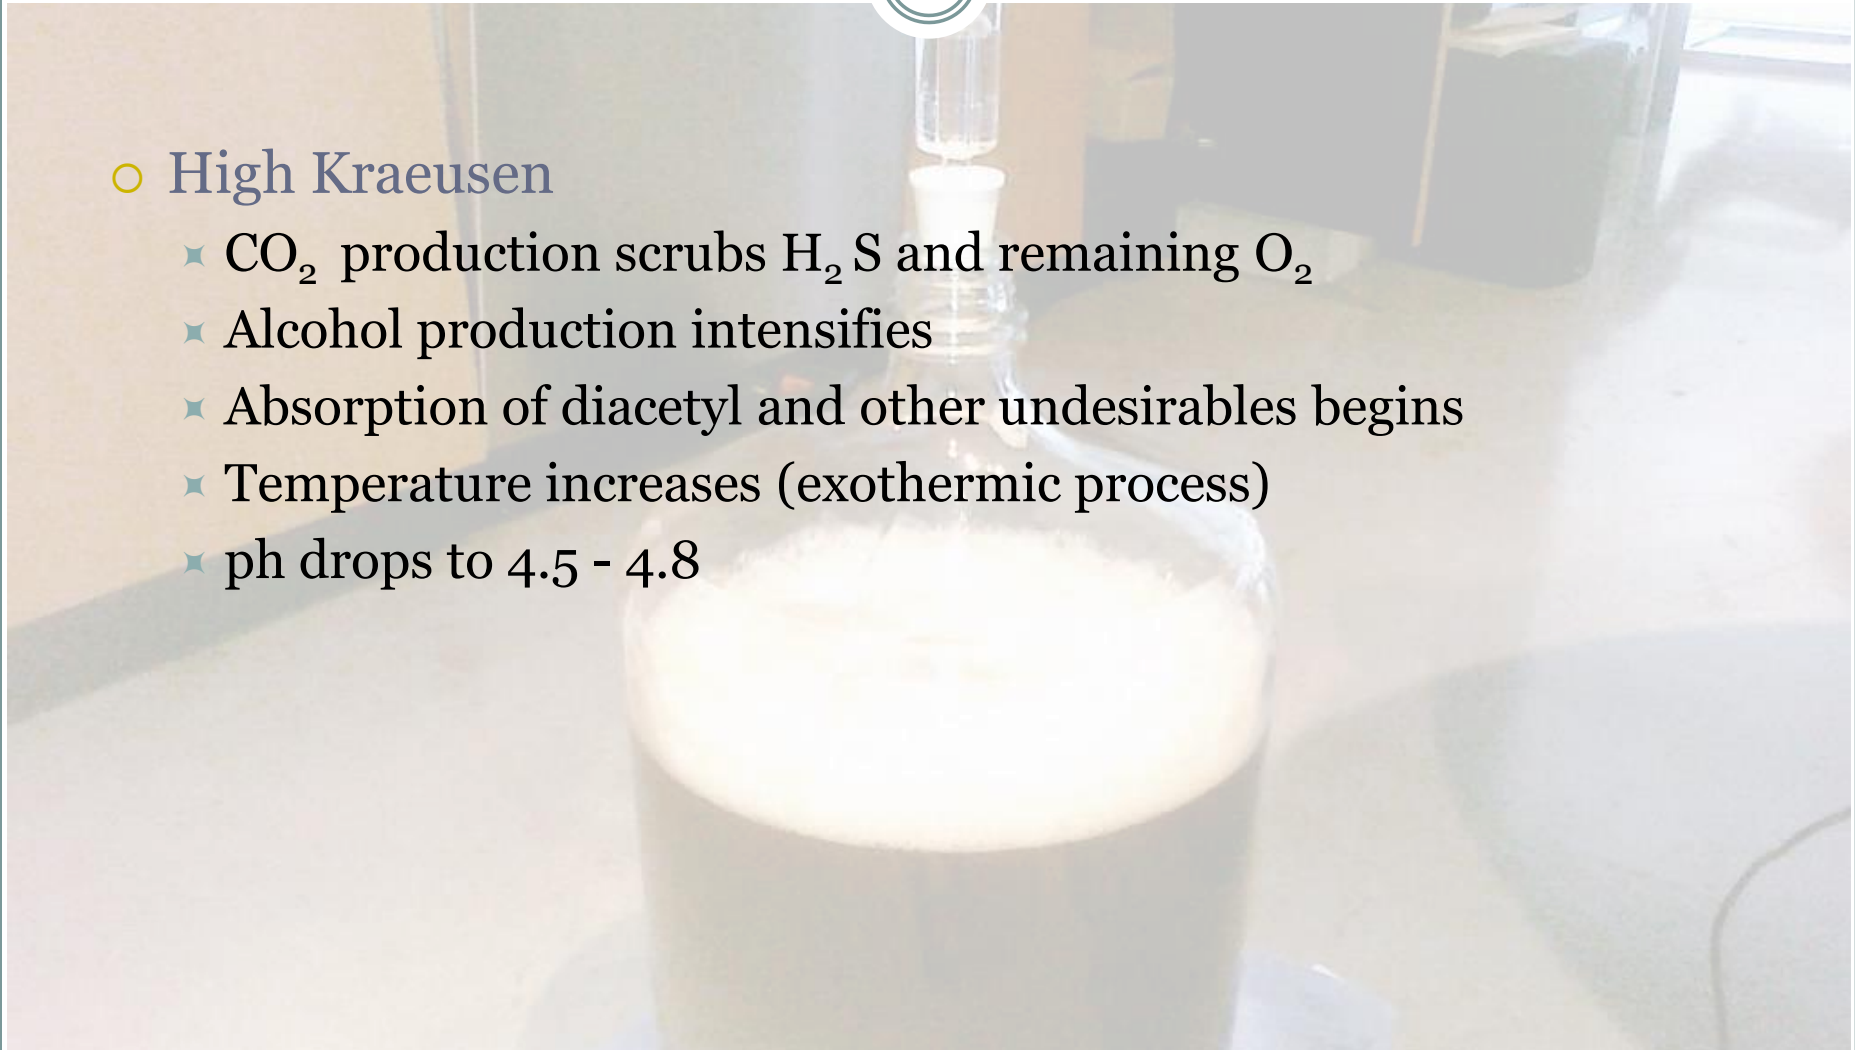 High Kraeusen
CO₂ production scrubs H₂ S and remaining O₂
Alcohol production intensifies
Absorption of diacetyl and other undesirables begins
Temperature increases (exothermic process)
ph drops to 4.5 - 4.8